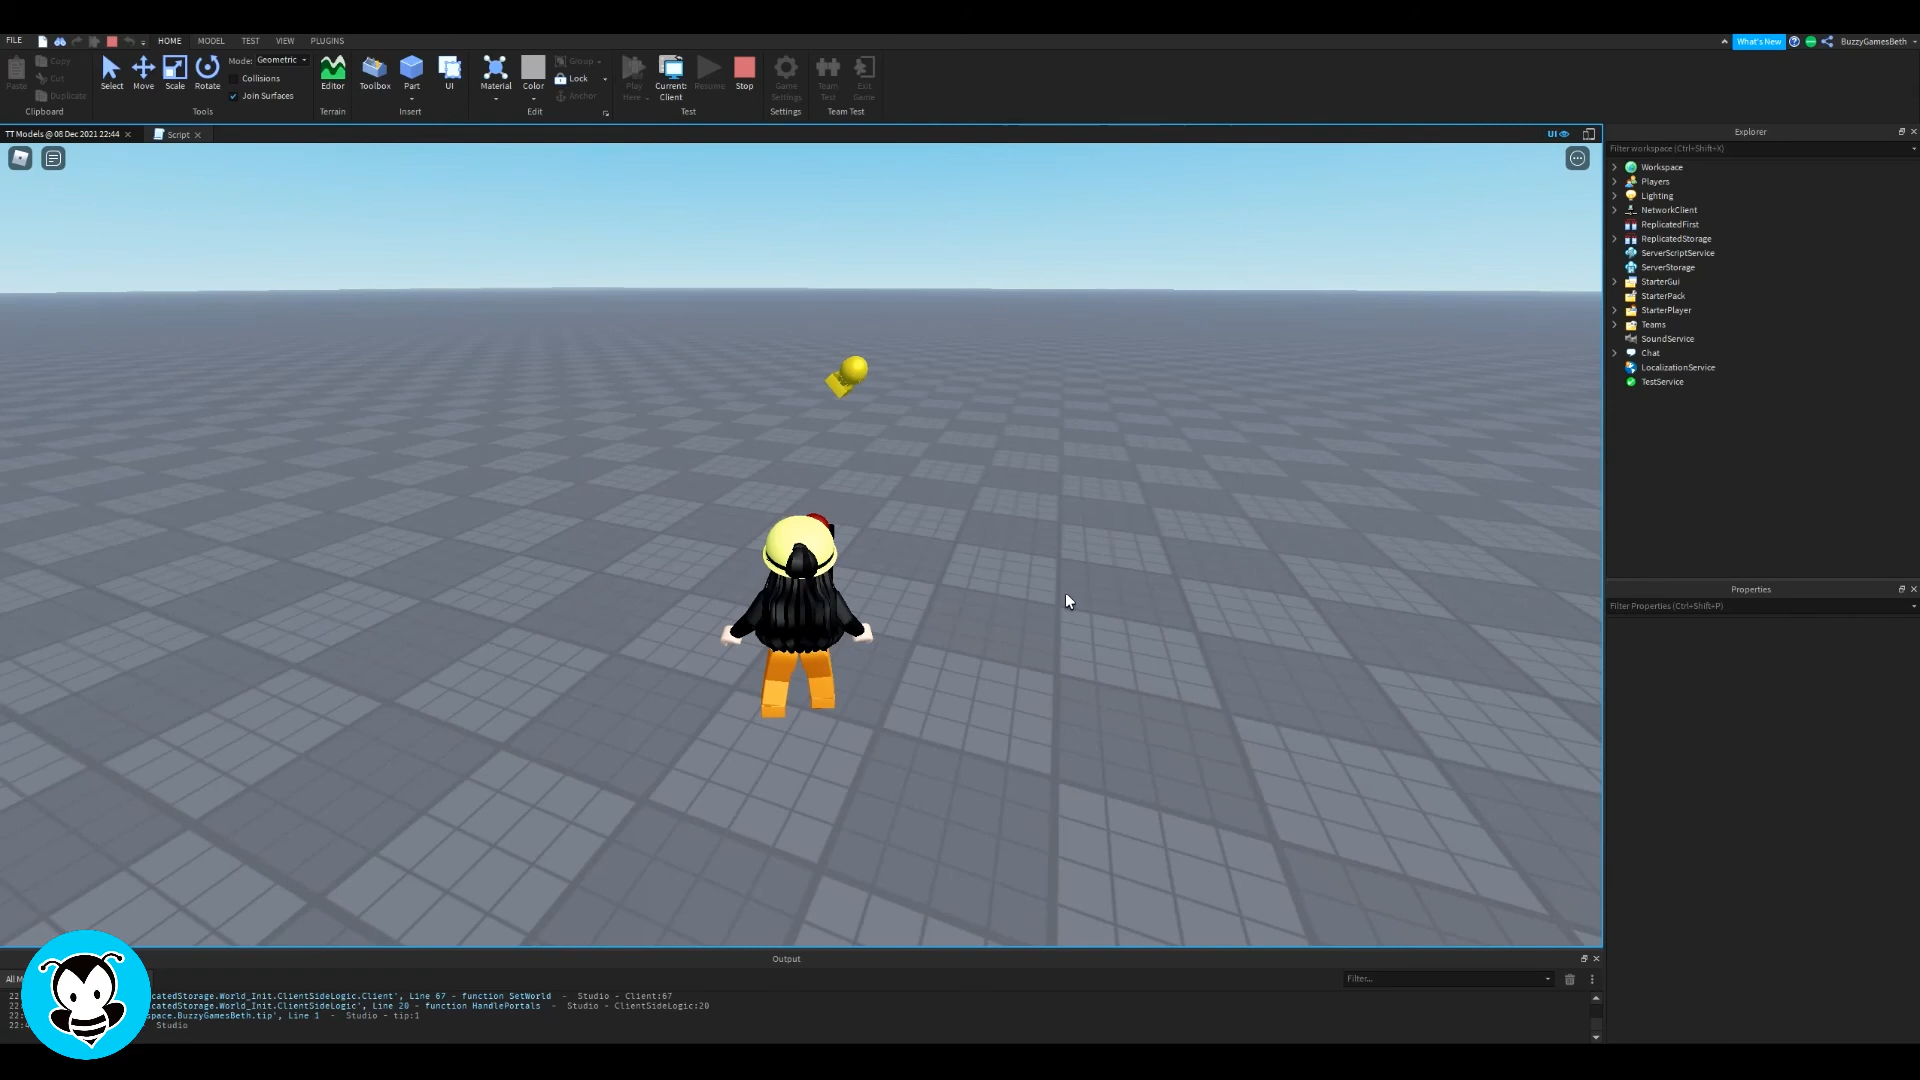 FILE HOME MODEL TEST VIEW PLUGINS What's New BuzzyGamesBeth
Paste Copy Cut Duplicate
Select Move Scale Rotate Mode: Geometric Collisions Join Surfaces
Editor Toolbox Part UI
Material Color Group Lock Anchor
Play Here Current: Client Resume Stop
Game Settings Team Test Exit Game
Clipboard Tools Terrain Insert Edit Test Settings Team Test
TT Models @ 08 Dec 2021 22:44 Script UI
Explorer
Filter workspace (Ctrl+Shift+X)
Workspace
Players
Lighting
NetworkClient
ReplicatedFirst
ReplicatedStorage
ServerScriptService
ServerStorage
StarterGui
StarterPack
StarterPlayer
Teams
SoundService
Chat
LocalizationService
TestService
Properties
Filter Properties (Ctrl+Shift+P)
Output
All Filter...
22: catedStorage.World_Init.ClientSideLogic.Client', Line 67 - function SetWorld - Studio - Client:67
22: catedStorage.World_Init.ClientSideLogic', Line 20 - function HandlePortals - Studio - ClientSideLogic:20
22: space.BuzzyGamesBeth.tip', Line 1 - Studio - tip:1
22: Studio